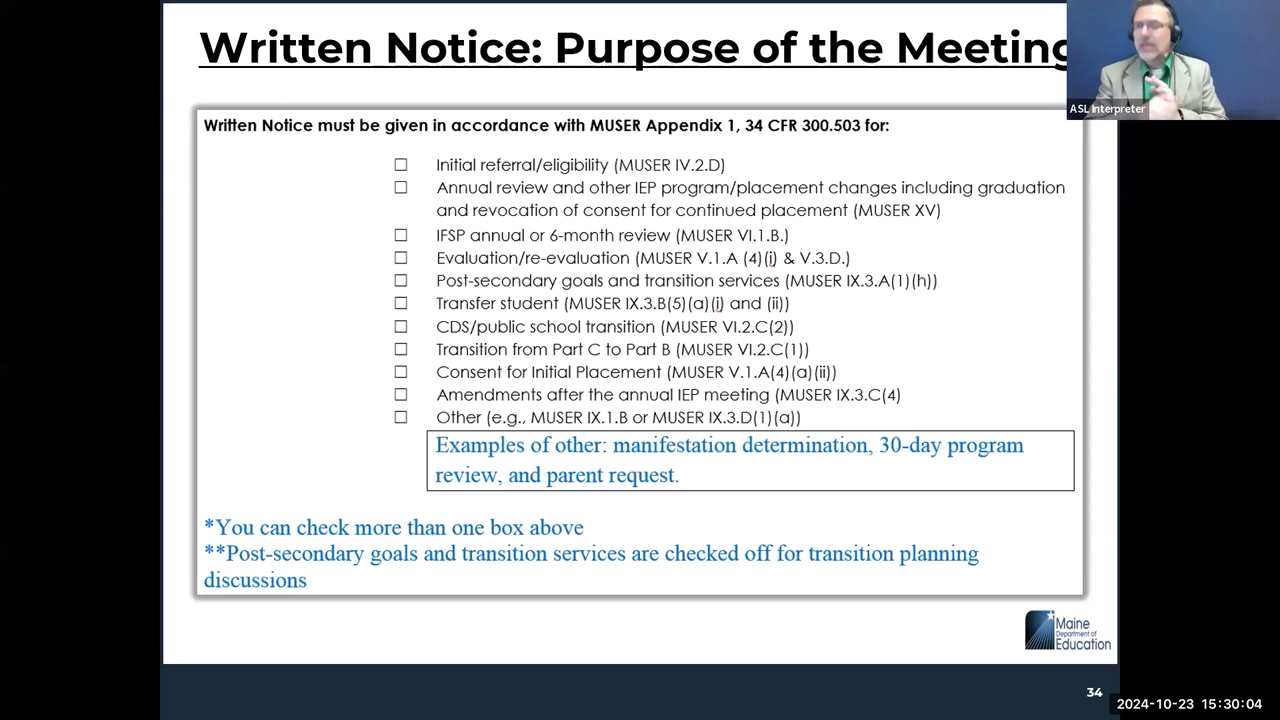 Written Notice: Purpose of the Meeting
ASL Interpreter
Written Notice must be given in accordance with MUSER Appendix 1, 34 CFR 300.503 for:
☐ Initial referral/eligibility (MUSER IV.2.D)
☐ Annual review and other IEP program/placement changes including graduation
and revocation of consent for continued placement (MUSER XV)
☐ IFSP annual or 6-month review (MUSER VI.1.B.)
☐ Evaluation/re-evaluation (MUSER V.1.A (4)(i) & V.3.D.)
☐ Post-secondary goals and transition services (MUSER IX.3.A(1)(h))
☐ Transfer student (MUSER IX.3.B(5)(a)(i) and (ii))
☐ CDS/public school transition (MUSER VI.2.C(2))
☐ Transition from Part C to Part B (MUSER VI.2.C(1))
☐ Consent for Initial Placement (MUSER V.1.A(4)(a)(ii))
☐ Amendments after the annual IEP meeting (MUSER IX.3.C(4)
☐ Other (e.g., MUSER IX.1.B or MUSER IX.3.D(1)(a))
Examples of other: manifestation determination, 30-day program
review, and parent request.
*You can check more than one box above
**Post-secondary goals and transition services are checked off for transition planning
discussions
Maine
Department of
Education
34
2024-10-23 15:30:04